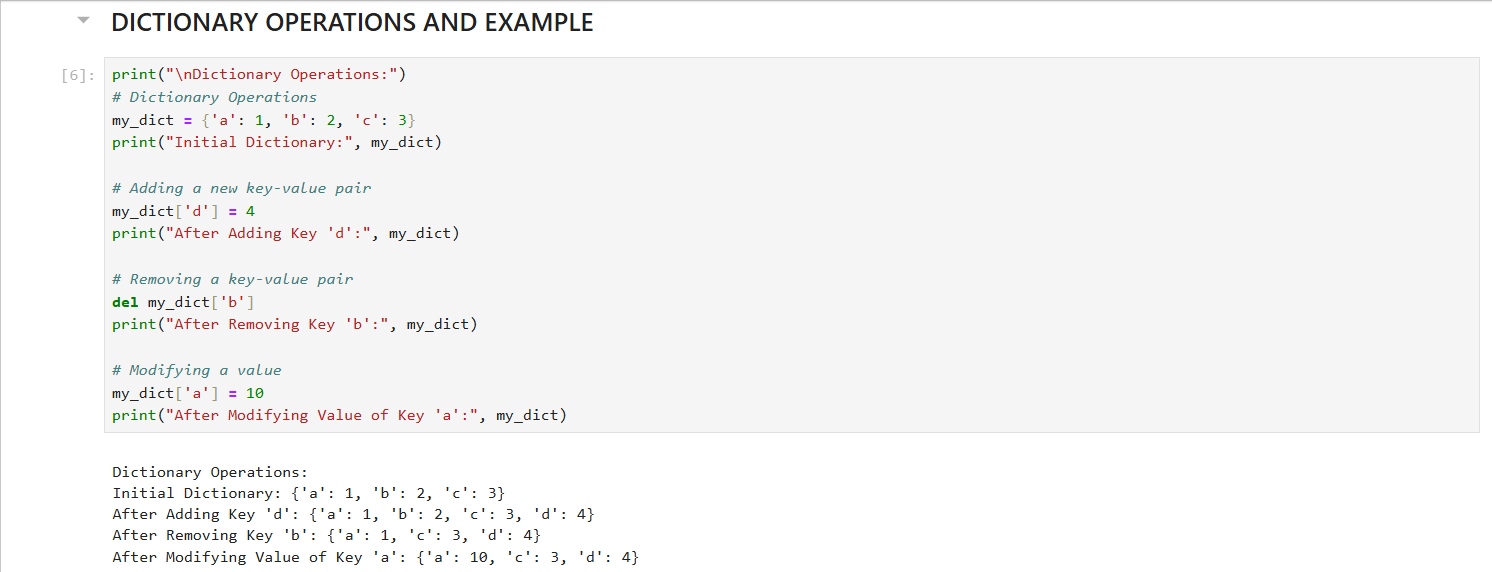 DICTIONARY OPERATIONS AND EXAMPLE
[6]:
print("\nDictionary Operations:")
# Dictionary Operations
my_dict = {'a': 1, 'b': 2, 'c': 3}
print("Initial Dictionary:", my_dict)
# Adding a new key-value pair
my_dict['d'] = 4
print("After Adding Key 'd':", my_dict)
# Removing a key-value pair
del my_dict['b']
print("After Removing Key 'b':", my_dict)
# Modifying a value
my_dict['a'] = 10
print("After Modifying Value of Key 'a':", my_dict)
Dictionary Operations:
Initial Dictionary: {'a': 1, 'b': 2, 'c': 3}
After Adding Key 'd': {'a': 1, 'b': 2, 'c': 3, 'd': 4}
After Removing Key 'b': {'a': 1, 'c': 3, 'd': 4}
After Modifying Value of Key 'a': {'a': 10, 'c': 3, 'd': 4}